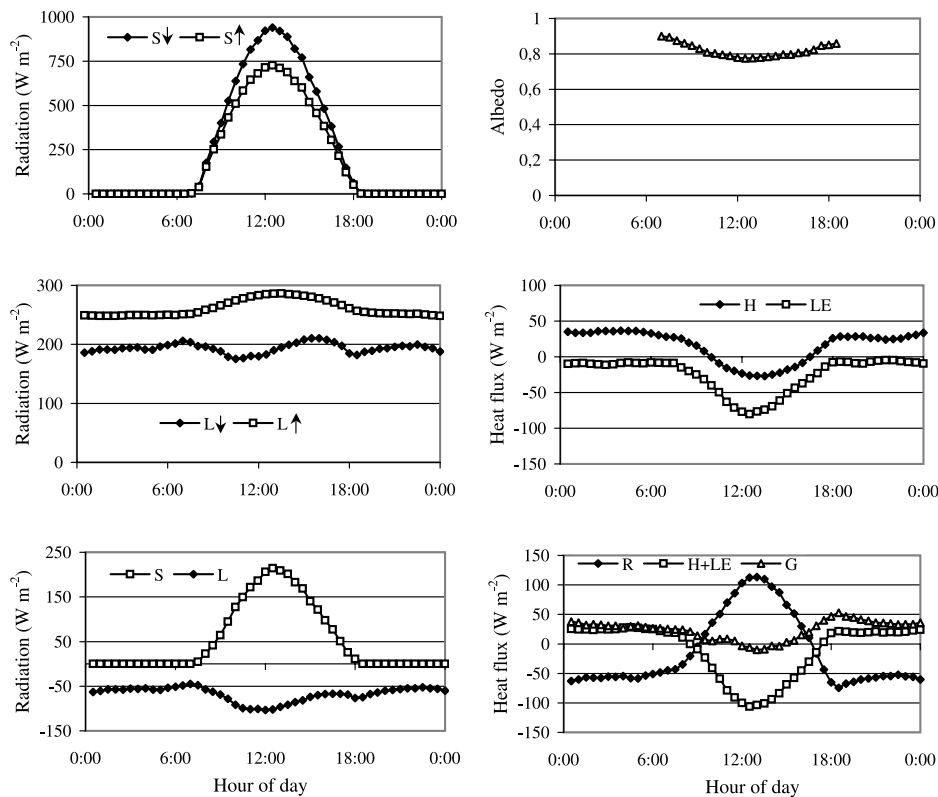 Radiation (W m⁻²)
1000
750
500
250
0
S↓ S↑
0:00 6:00 12:00 18:00 0:00
Albedo
1
0,8
0,6
0,4
0,2
0
0:00 6:00 12:00 18:00 0:00
Radiation (W m⁻²)
300
200
100
0
L↓ L↑
0:00 6:00 12:00 18:00 0:00
Heat flux (W m⁻²)
100
50
0
-50
-100
-150
H LE
0:00 6:00 12:00 18:00 0:00
Radiation (W m⁻²)
250
150
50
-50
-150
S L
0:00 6:00 12:00 18:00 0:00
Hour of day
Heat flux (W m⁻²)
150
100
50
0
-50
-100
-150
R H+LE G
0:00 6:00 12:00 18:00 0:00
Hour of day